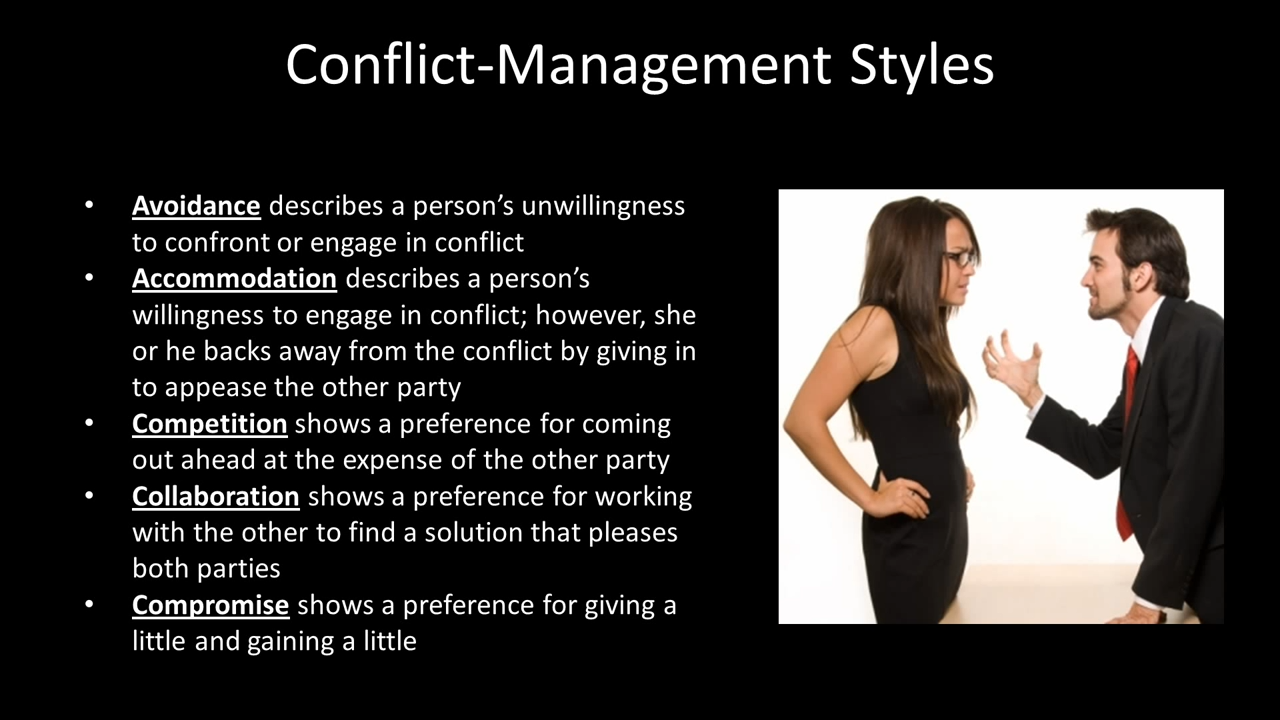 Conflict-Management Styles
• Avoidance describes a person’s unwillingness
to confront or engage in conflict
• Accommodation describes a person’s
willingness to engage in conflict; however, she
or he backs away from the conflict by giving in
to appease the other party
• Competition shows a preference for coming
out ahead at the expense of the other party
• Collaboration shows a preference for working
with the other to find a solution that pleases
both parties
• Compromise shows a preference for giving a
little and gaining a little